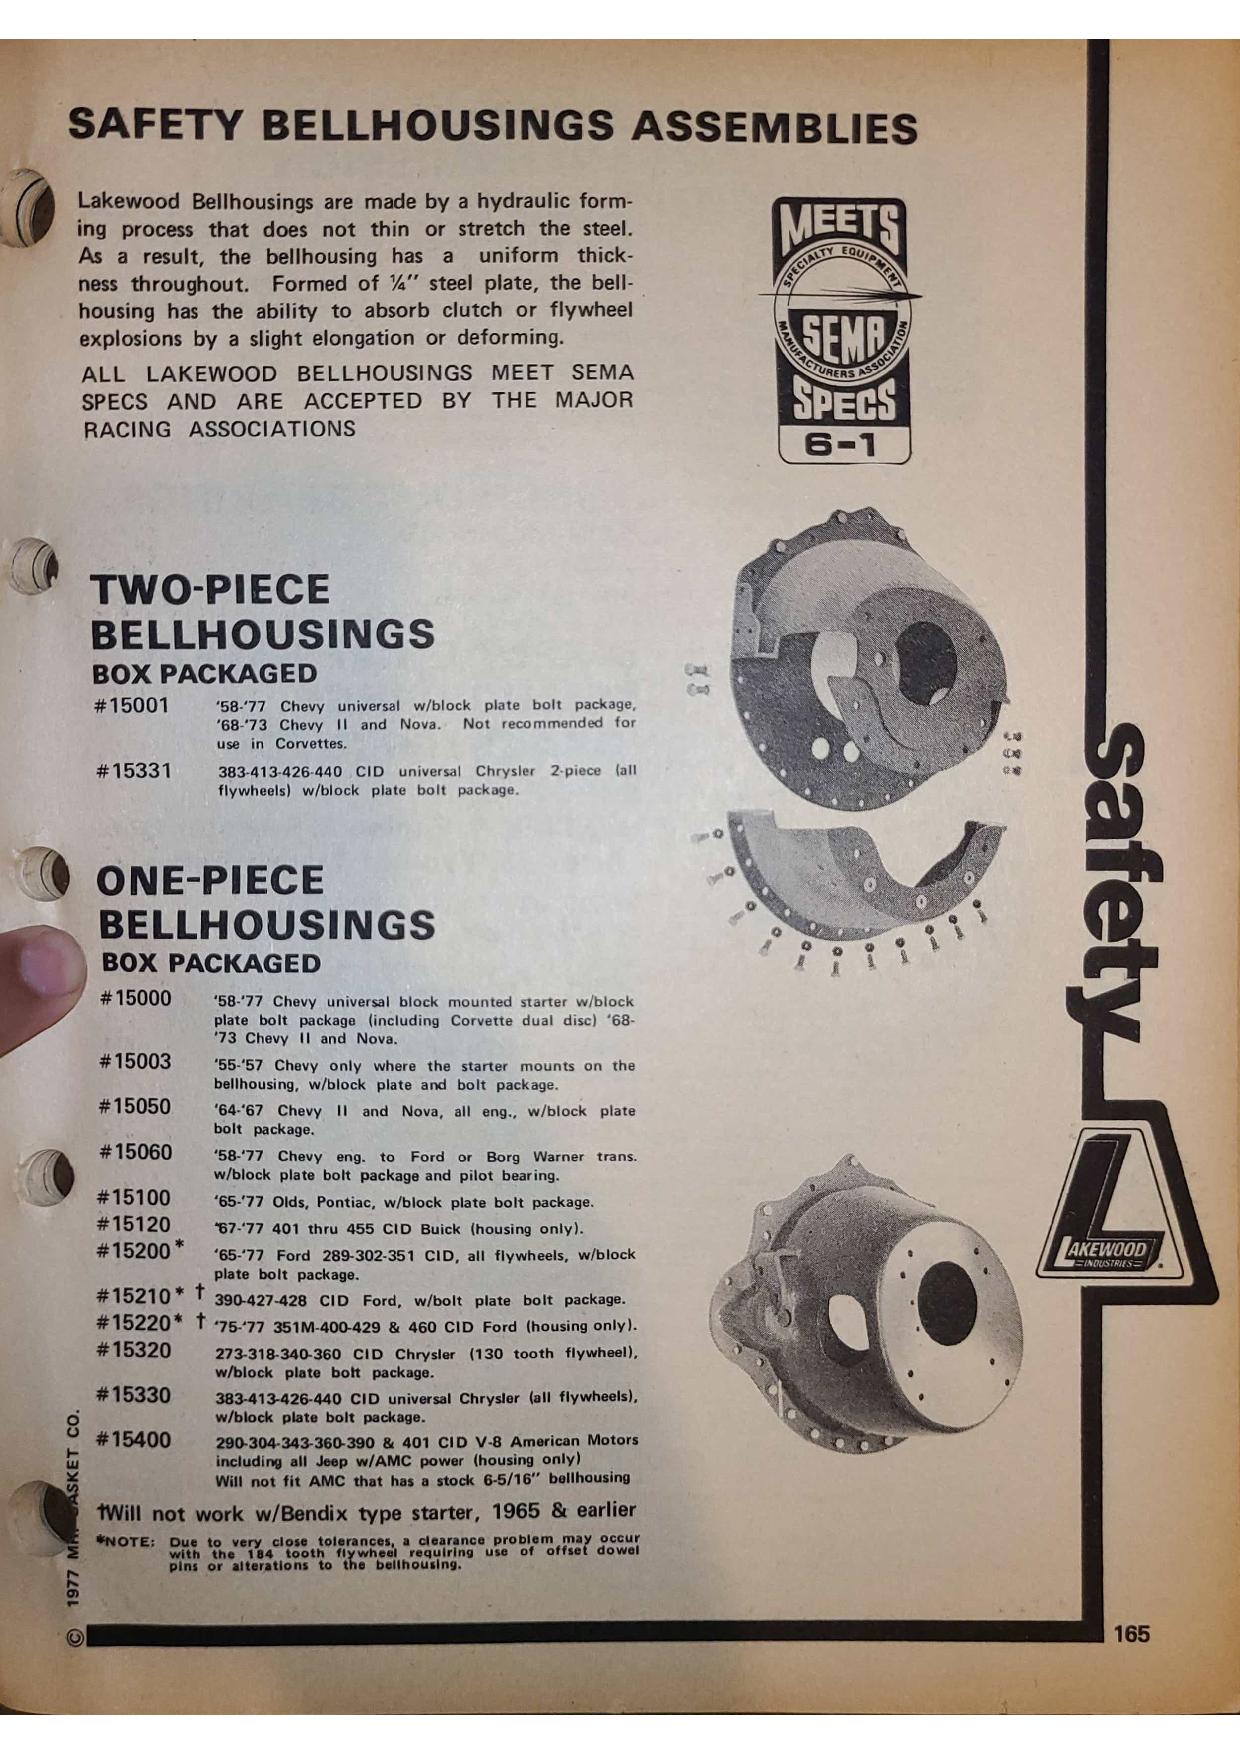 SAFETY BELLHOUSINGS ASSEMBLIES
Lakewood Bellhousings are made by a hydraulic form-
ing process that does not thin or stretch the steel.
As a result, the bellhousing has a uniform thick-
ness throughout. Formed of ¼" steel plate, the bell-
housing has the ability to absorb clutch or flywheel
explosions by a slight elongation or deforming.
ALL LAKEWOOD BELLHOUSINGS MEET SEMA
SPECS AND ARE ACCEPTED BY THE MAJOR
RACING ASSOCIATIONS
MEETS
SPECIALTY EQUIPMENT
SEMA
MANUFACTURERS ASSOCIATION
SPECS
6-1
TWO-PIECE
BELLHOUSINGS
BOX PACKAGED
#15001 '58-'77 Chevy universal w/block plate bolt package,
'68-'73 Chevy II and Nova. Not recommended for
use in Corvettes.
#15331 383-413-426-440 CID universal Chrysler 2-piece (all
flywheels) w/block plate bolt package.
ONE-PIECE
BELLHOUSINGS
BOX PACKAGED
#15000 '58-'77 Chevy universal block mounted starter w/block
plate bolt package (including Corvette dual disc) '68-
'73 Chevy II and Nova.
#15003 '55-'57 Chevy only where the starter mounts on the
bellhousing, w/block plate and bolt package.
#15050 '64-'67 Chevy II and Nova, all eng., w/block plate
bolt package.
#15060 '58-'77 Chevy eng. to Ford or Borg Warner trans.
w/block plate bolt package and pilot bearing.
#15100 '65-'77 Olds, Pontiac, w/block plate bolt package.
#15120 '67-'77 401 thru 455 CID Buick (housing only).
#15200* '65-'77 Ford 289-302-351 CID, all flywheels, w/block
plate bolt package.
#15210* † 390-427-428 CID Ford, w/bolt plate bolt package.
#15220* † '75-'77 351M-400-429 & 460 CID Ford (housing only).
#15320 273-318-340-360 CID Chrysler (130 tooth flywheel),
w/block plate bolt package.
#15330 383-413-426-440 CID universal Chrysler (all flywheels),
w/block plate bolt package.
#15400 290-304-343-360-390 & 401 CID V-8 American Motors
including all Jeep w/AMC power (housing only)
Will not fit AMC that has a stock 6-5/16" bellhousing
†Will not work w/Bendix type starter, 1965 & earlier
*NOTE: Due to very close tolerances, a clearance problem may occur
with the 184 tooth flywheel requiring use of offset dowel
pins or alterations to the bellhousing.
safety
LAKEWOOD
INDUSTRIES
© 1977 CO.
165